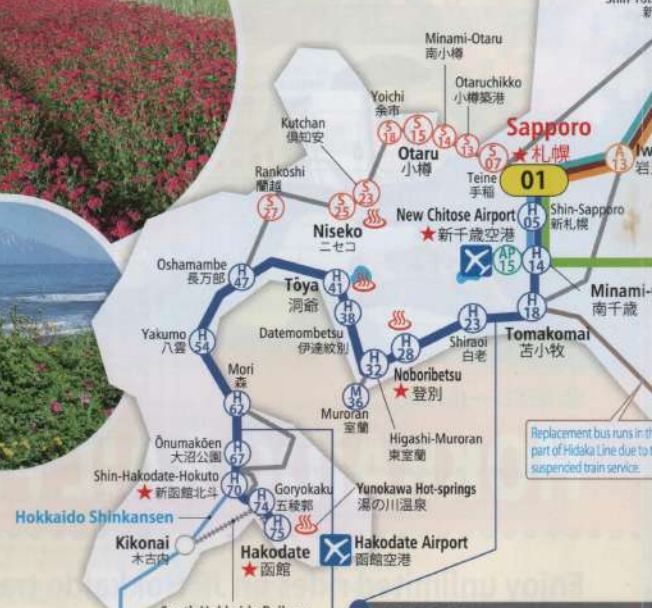 Minami-Otaru
南小樽
Otaruchikko
小樽築港
Yoichi
余市
Kutchan
倶知安
Sapporo
★札幌
01
S
18
S
15
S
14
S
13
S
07
Otaru
小樽
Teine
手稲
A
13
Rankoshi
蘭越
S
27
S
25
S
23
Niseko
ニセコ
New Chitose Airport
★新千歳空港
H
05
Shin-Sapporo
新札幌
AP
15
H
14
Minami-
南千歳
Oshamambe
長万部
H
47
Tōya
洞爺
H
41
H
38
Datemombetsu
伊達紋別
H
23
Shiraoi
白老
H
18
Tomakomai
苫小牧
Yakumo
八雲
H
54
H
32
H
28
Noboribetsu
★登別
M
36
Muroran
室蘭
Higashi-Muroran
東室蘭
Mori
森
H
62
Replacement bus runs in th
part of Hidaka Line due to t
suspended train service.
Ōnumakōen
大沼公園
H
67
Shin-Hakodate-Hokuto
★新函館北斗
H
70
H
74
Goryokaku
五稜郭
H
75
Yunokawa Hot-springs
湯の川温泉
Hokkaido Shinkansen
Kikonai
木古内
Hakodate
★函館
Hakodate Airport
函館空港